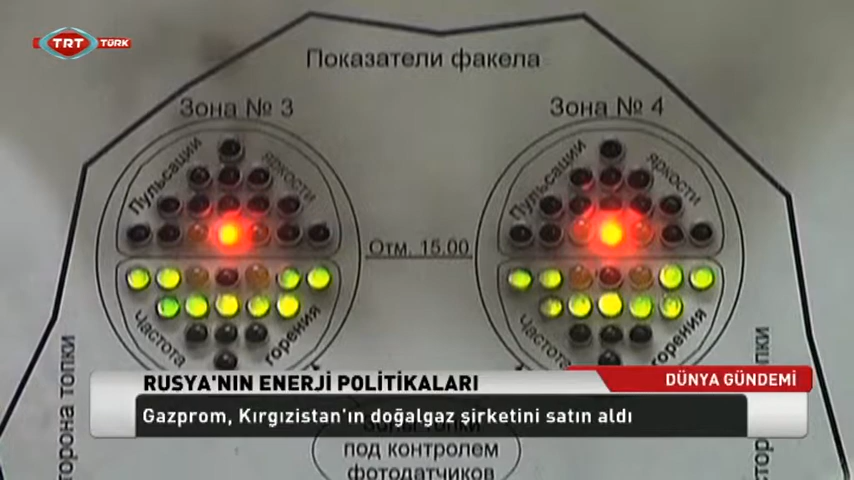 TRT TÜRK
Показатели факела
Зона № 3
Зона № 4
Пульсации яркости
Пульсации яркости
Отм. 15.00
Частота горения
Частота горения
RUSYA'NIN ENERJİ POLİTİKALARI
DÜNYA GÜNDEMİ
Gazprom, Kırgızistan'ın doğalgaz şirketini satın aldı
под контролем
фотодатчиков
топки